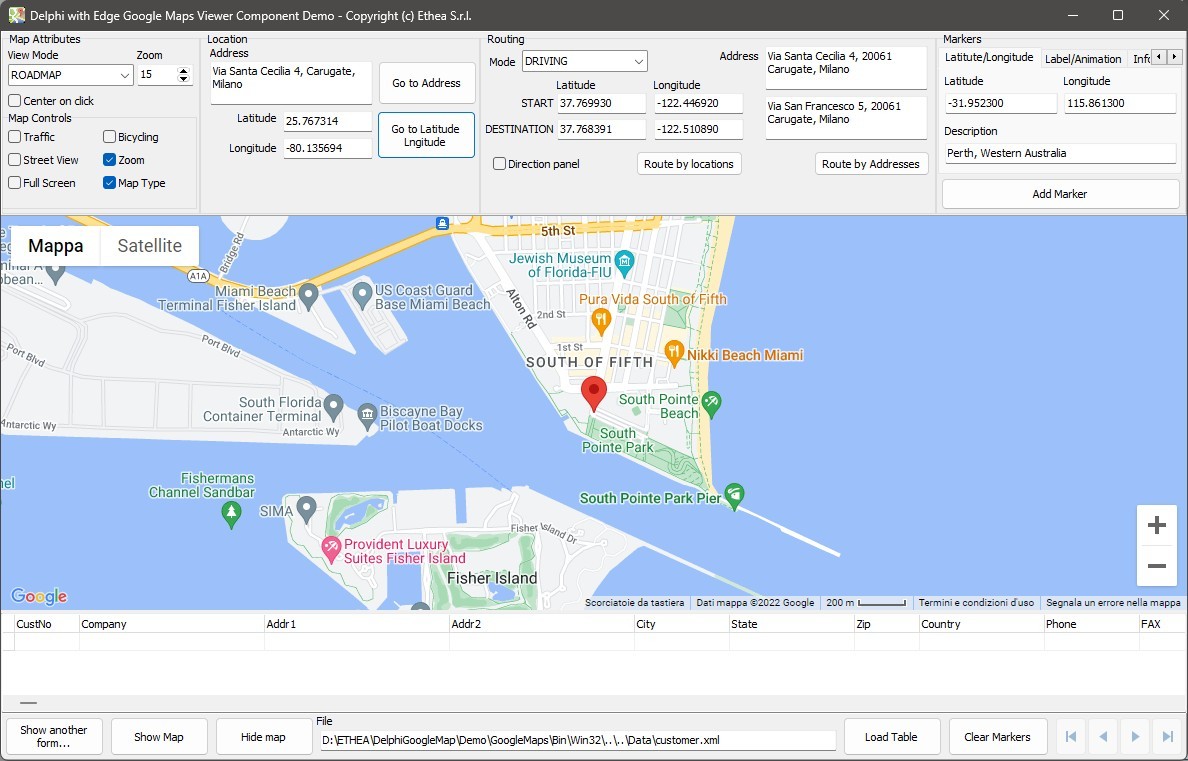 Delphi with Edge Google Maps Viewer Component Demo - Copyright (c) Ethea S.r.l.
Map Attributes
View Mode
Zoom
ROADMAP
15
Center on click
Map Controls
Traffic
Bicycling
Street View
Zoom
Full Screen
Map Type
Location
Address
Via Santa Cecilia 4, Carugate,
Milano
Go to Address
Latitude
25.767314
Longitude
-80.135694
Go to Latitude
Lngitude
Routing
Mode
DRIVING
Latitude
Longitude
START
37.769930
-122.446920
DESTINATION
37.768391
-122.510890
Direction panel
Route by locations
Address
Via Santa Cecilia 4, 20061
Carugate, Milano
Via San Francesco 5, 20061
Carugate, Milano
Route by Addresses
Markers
Latitute/Longitude
Label/Animation
Latitude
Longitude
-31.952300
115.861300
Description
Perth, Western Australia
Add Marker
Mappa
Satellite
Bridge Rd
A1A
5th St
Jewish Museum
of Florida-FIU
Miami Beach
Terminal Fisher Island
US Coast Guard
Base Miami Beach
Alton Rd
Pura Vida South of Fifth
2nd St
1st St
SOUTH OF FIFTH
Nikki Beach Miami
Port Blvd
Port Blvd
South Florida
Container Terminal
Antarctic Wy
Antarctic Wy
Biscayne Bay
Pilot Boat Docks
South Pointe
Beach
South
Pointe Park
Fishermans
Channel Sandbar
SIMA
South Pointe Park Pier
Provident Luxury
Suites Fisher Island
Fisher Island Dr
Fisher Island
Google
Scorciatoie da tastiera
Dati mappa ©2022 Google
200 m
Termini e condizioni d'uso
Segnala un errore nella mappa
CustNo
Company
Addr1
Addr2
City
State
Zip
Country
Phone
FAX
Show another
form...
Show Map
Hide map
File
D:\ETHEA\DelphiGoogleMap\Demo\GoogleMaps\Bin\Win32\..\..\Data\customer.xml
Load Table
Clear Markers